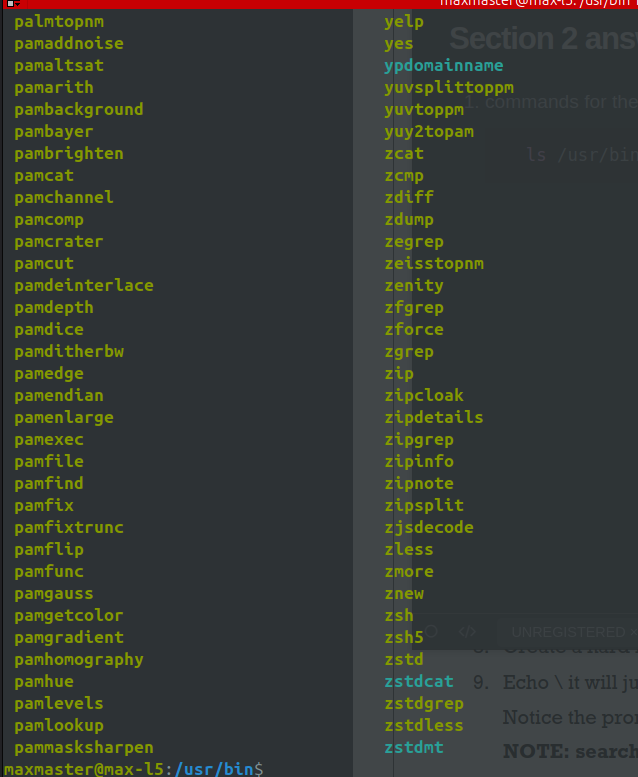 maxmaster@max-l5: /usr/bin
palmtopnm yelp
pamaddnoise yes
pamaltsat ypdomainname
pamarith yuvsplittoppm
pambackground yuvtoppm
pambayer yuy2topam
pambrighten zcat
pamcat zcmp
pamchannel zdiff
pamcomp zdump
pamcrater zegrep
pamcut zeisstopnm
pamdeinterlace zenity
pamdepth zfgrep
pamdice zforce
pamditherbw zgrep
pamedge zip
pamendian zipcloak
pamenlarge zipdetails
pamexec zipgrep
pamfile zipinfo
pamfind zipnote
pamfix zipsplit
pamfixtrunc zjsdecode
pamflip zless
pamfunc zmore
pamgauss znew
pamgetcolor zsh
pamgradient zsh5
pamhomography zstd
pamhue zstdcat
pamlevels zstdgrep
pamlookup zstdless
pammasksharpen zstdmt
maxmaster@max-l5:/usr/bin$
Section 2 ans
1. commands for the
ls /usr/bin
</> UNREGISTERED
8. Create a hard
9. Echo \ it will ju
Notice the pro
NOTE: search